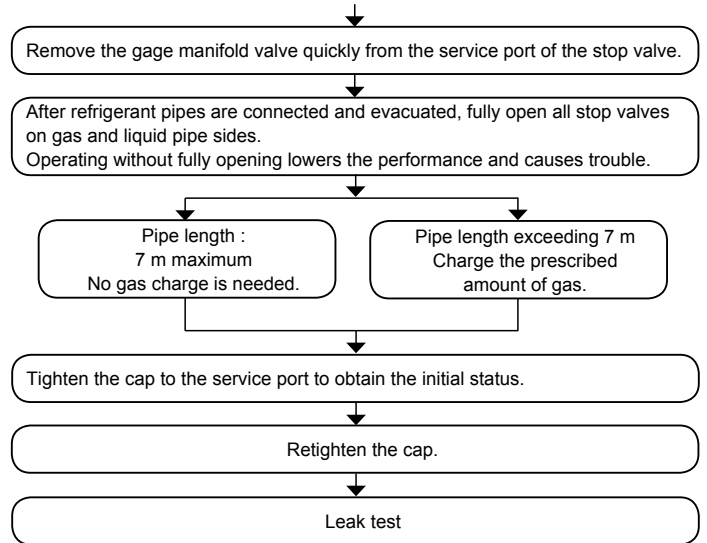 Remove the gage manifold valve quickly from the service port of the stop valve.
After refrigerant pipes are connected and evacuated, fully open all stop valves
on gas and liquid pipe sides.
Operating without fully opening lowers the performance and causes trouble.
Pipe length :
7 m maximum
No gas charge is needed.
Pipe length exceeding 7 m
Charge the prescribed
amount of gas.
Tighten the cap to the service port to obtain the initial status.
Retighten the cap.
Leak test